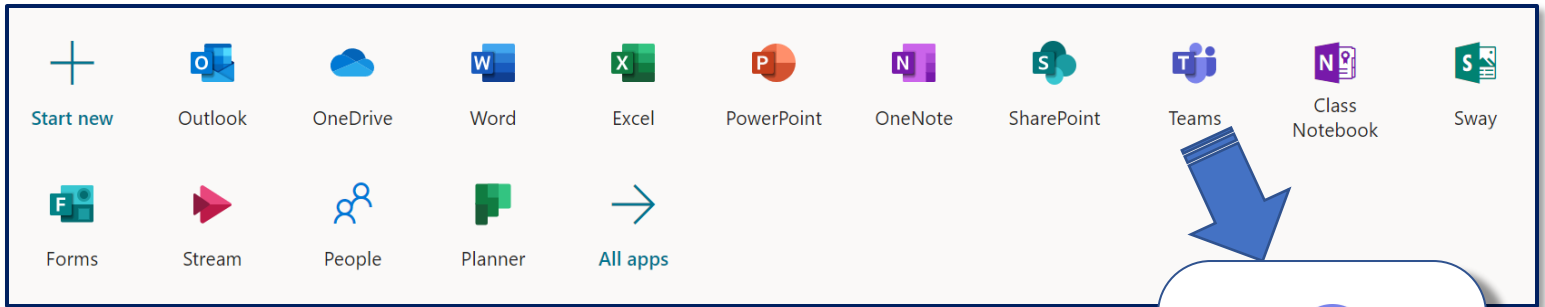 Start new
Outlook
OneDrive
Word
Excel
PowerPoint
OneNote
SharePoint
Teams
Class
Notebook
Sway
Forms
Stream
People
Planner
All apps